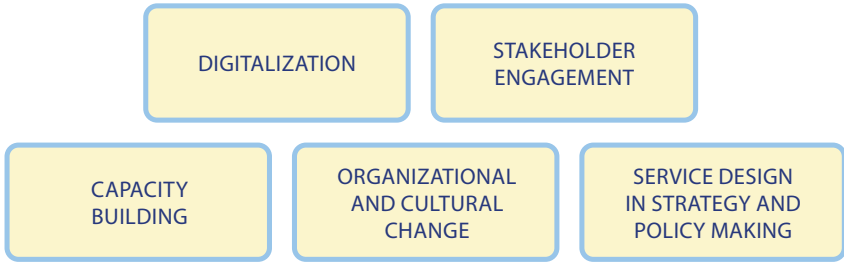 DIGITALIZATION
STAKEHOLDER
ENGAGEMENT
CAPACITY
BUILDING
ORGANIZATIONAL
AND CULTURAL
CHANGE
SERVICE DESIGN
IN STRATEGY AND
POLICY MAKING